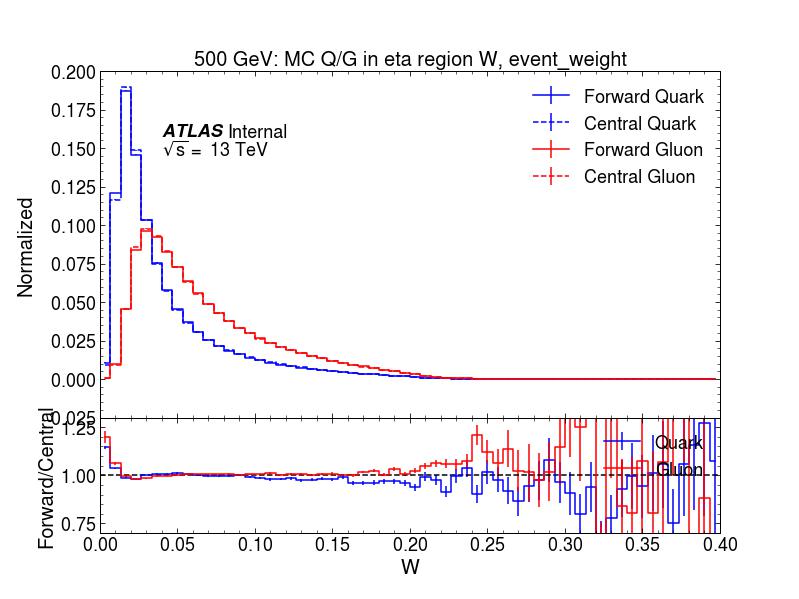 500 GeV: MC Q/G in eta region W, event_weight
0.200
0.175
0.150
0.125
0.100
0.075
0.050
0.025
0.000
0.025
Normalized
ATLAS Internal
√s = 13 TeV
Forward Quark
Central Quark
Forward Gluon
Central Gluon
1.25
1.00
0.75
Forward/Central
Quark
Gluon
0.00 0.05 0.10 0.15 0.20 0.25 0.30 0.35 0.40
W